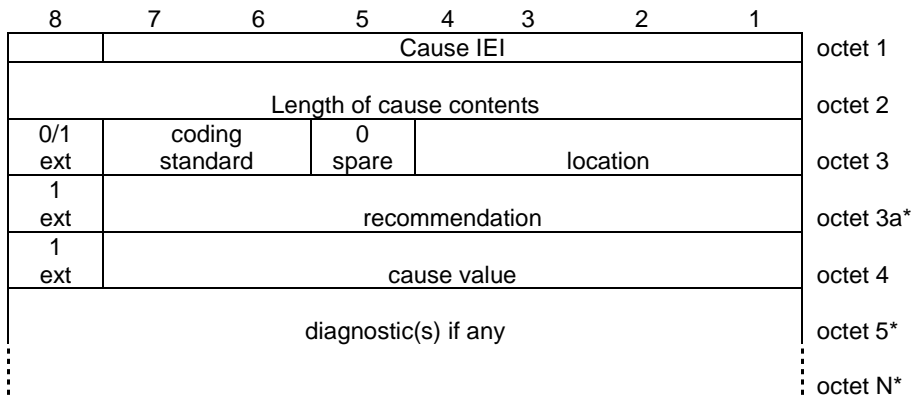 8 7 6 5 4 3 2 1
Cause IEI octet 1
Length of cause contents octet 2
0/1 coding 0
ext standard spare location octet 3
1
ext recommendation octet 3a*
1
ext cause value octet 4
diagnostic(s) if any octet 5*
octet N*